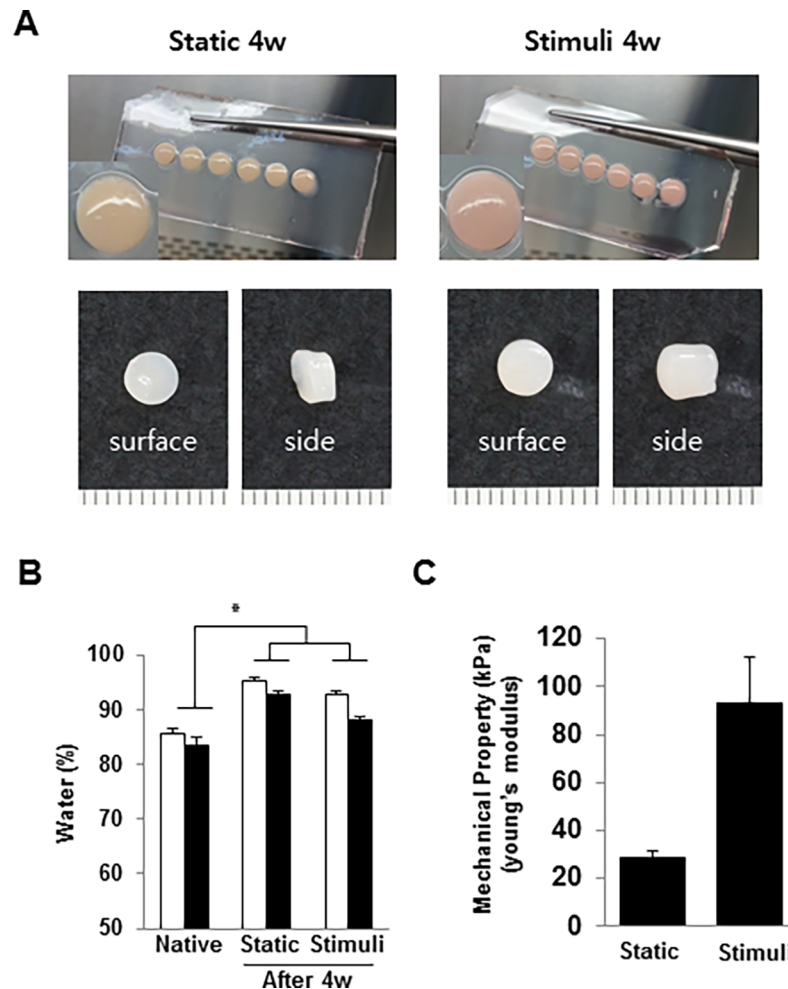 A
Static 4w
Stimuli 4w
surface
side
surface
side
B
*
100
90
80
70
60
50
Water (%)
Native
Static
Stimuli
After 4w
C
Mechanical Property (kPa)
(young's modulus)
120
100
80
60
40
20
0
Static
Stimuli